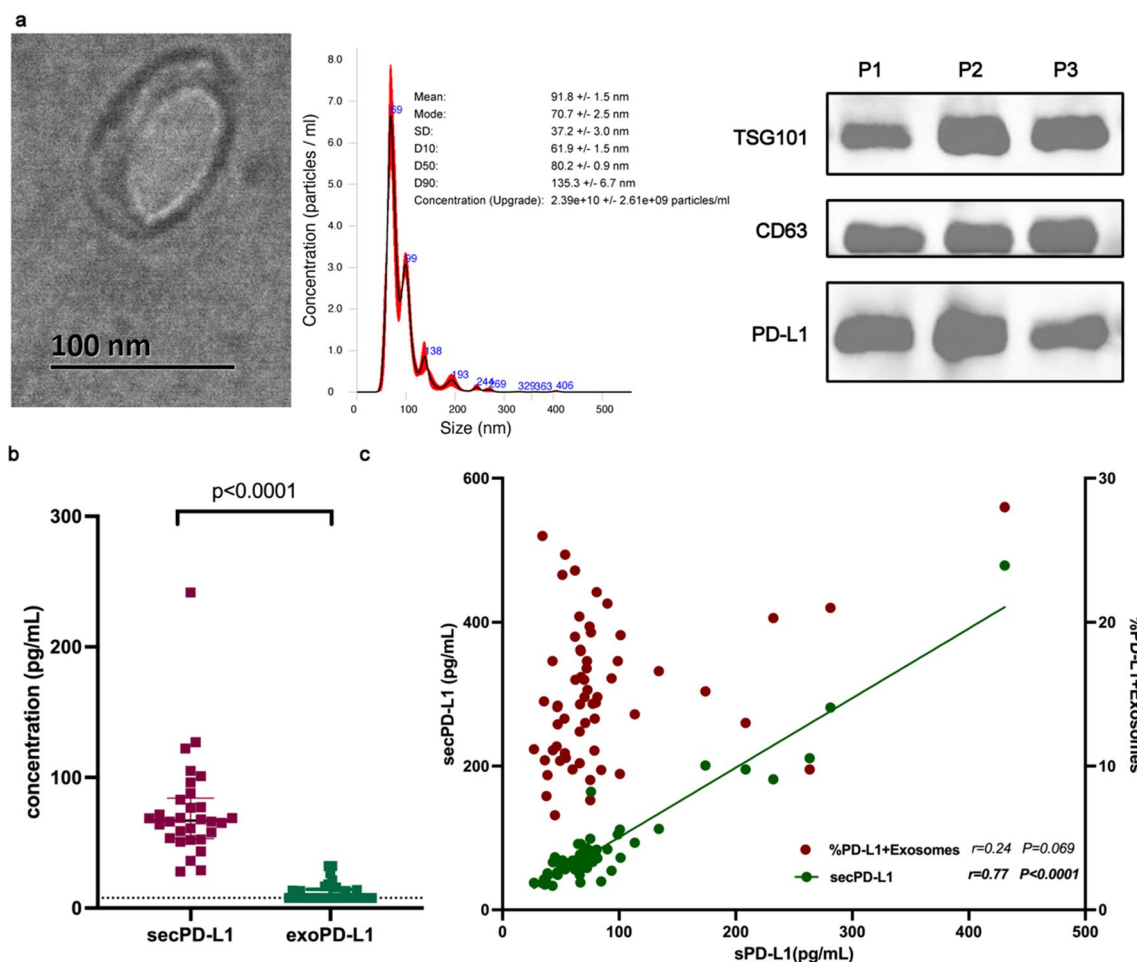 a
100 nm
Concentration (particles / ml)
8.0
7.0
6.0
5.0
4.0
3.0
2.0
1.0
0
69
99
138
193
244
269
329
363
406
Mean: 91.8 +/- 1.5 nm
Mode: 70.7 +/- 2.5 nm
SD: 37.2 +/- 3.0 nm
D10: 61.9 +/- 1.5 nm
D50: 80.2 +/- 0.9 nm
D90: 135.3 +/- 6.7 nm
Concentration (Upgrade): 2.39e+10 +/- 2.61e+09 particles/ml
0 100 200 300 400 500
Size (nm)
P1 P2 P3
TSG101
CD63
PD-L1
b
p<0.0001
concentration (pg/mL)
300
200
100
0
secPD-L1 exoPD-L1
c
secPD-L1 (pg/mL)
600
400
200
0
30
20
10
0
%PD-L1+Exosomes
%PD-L1+Exosomes r=0.24 P=0.069
secPD-L1 r=0.77 P<0.0001
0 100 200 300 400 500
sPD-L1(pg/mL)